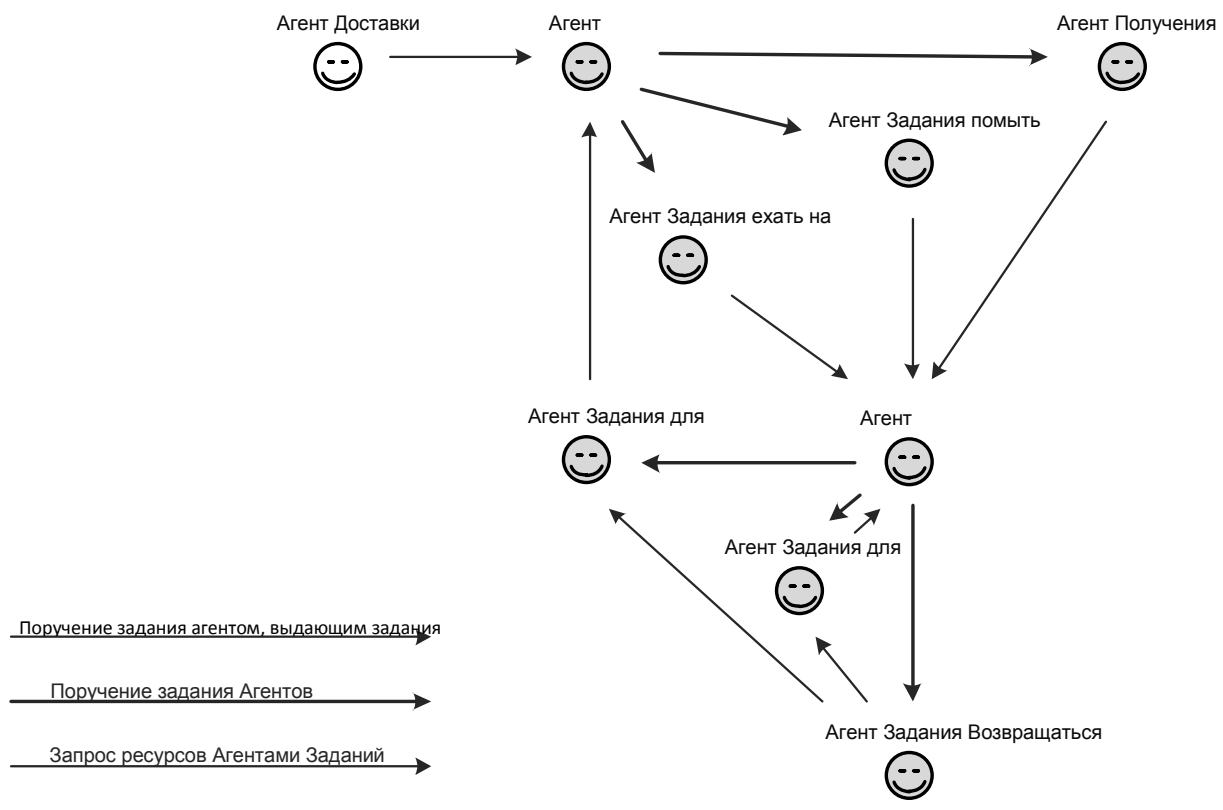 Агент Доставки
Агент
Агент Получения
Агент Задания помыть
Агент Задания ехать на
Агент Задания для
Агент
Агент Задания для
Поручение задания агентом, выдающим задания
Поручение задания Агентов
Агент Задания Возвращаться
Запрос ресурсов Агентами Заданий